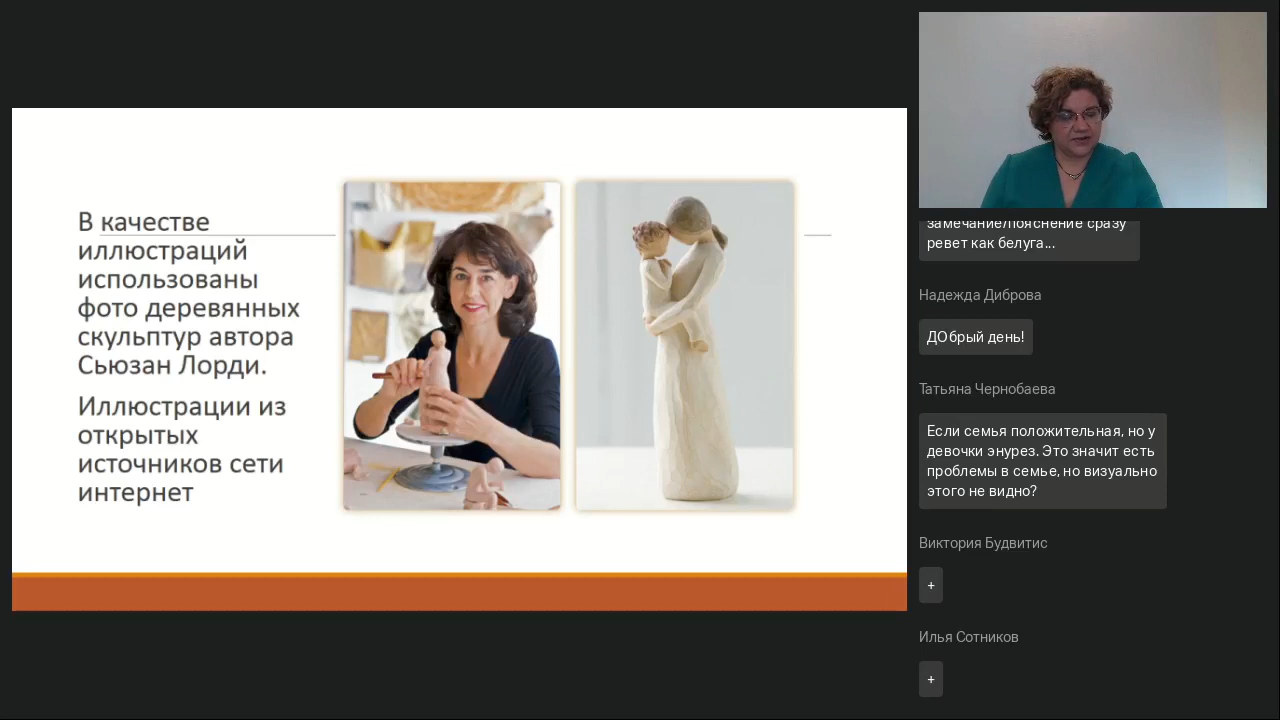 В качестве
иллюстраций
использованы
фото деревянных
скульптур автора
Сьюзан Лорди.
Иллюстрации из
открытых
источников сети
интернет
замечание/пояснение сразу
ревет как белуга...
Надежда Диброва
ДОбрый день!
Татьяна Чернобаева
Если семья положительная, но у
девочки энурез. Это значит есть
проблемы в семье, но визуально
этого не видно?
Виктория Будвитис
+
Илья Сотников
+